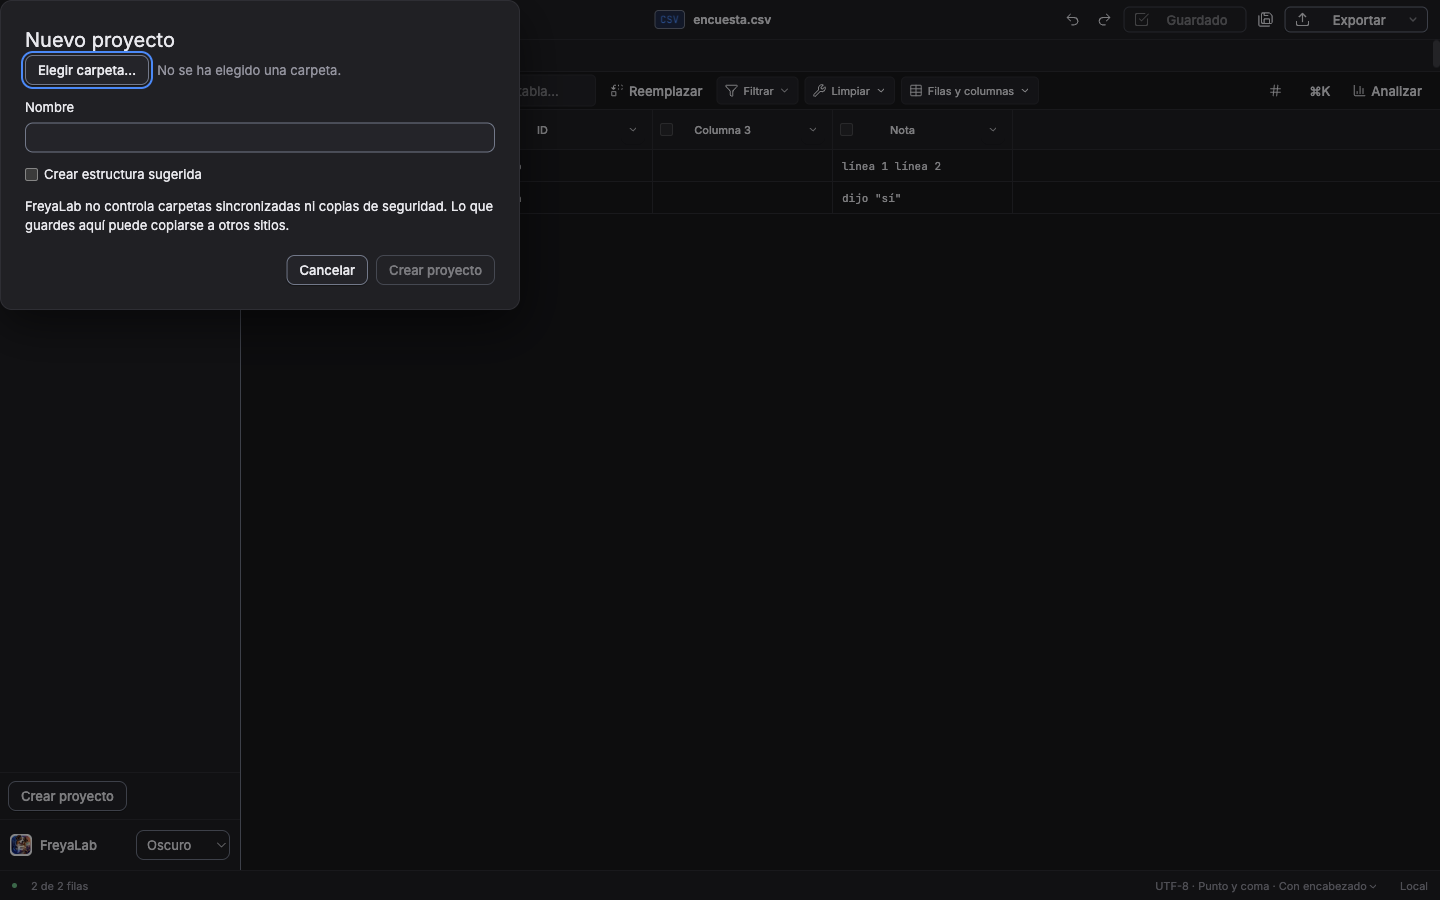 Nuevo proyecto
Elegir carpeta... No se ha elegido una carpeta.
Nombre
Crear estructura sugerida
FreyaLab no controla carpetas sincronizadas ni copias de seguridad. Lo que
guardes aquí puede copiarse a otros sitios.
Cancelar Crear proyecto
CSV encuesta.csv
Guardado
Exportar
Reemplazar
Filtrar
Limpiar
Filas y columnas
# ⌘K
Analizar
ID Columna 3 Nota
línea 1 línea 2
dijo "sí"
Crear proyecto
FreyaLab Oscuro
2 de 2 filas
UTF-8 · Punto y coma · Con encabezado
Local